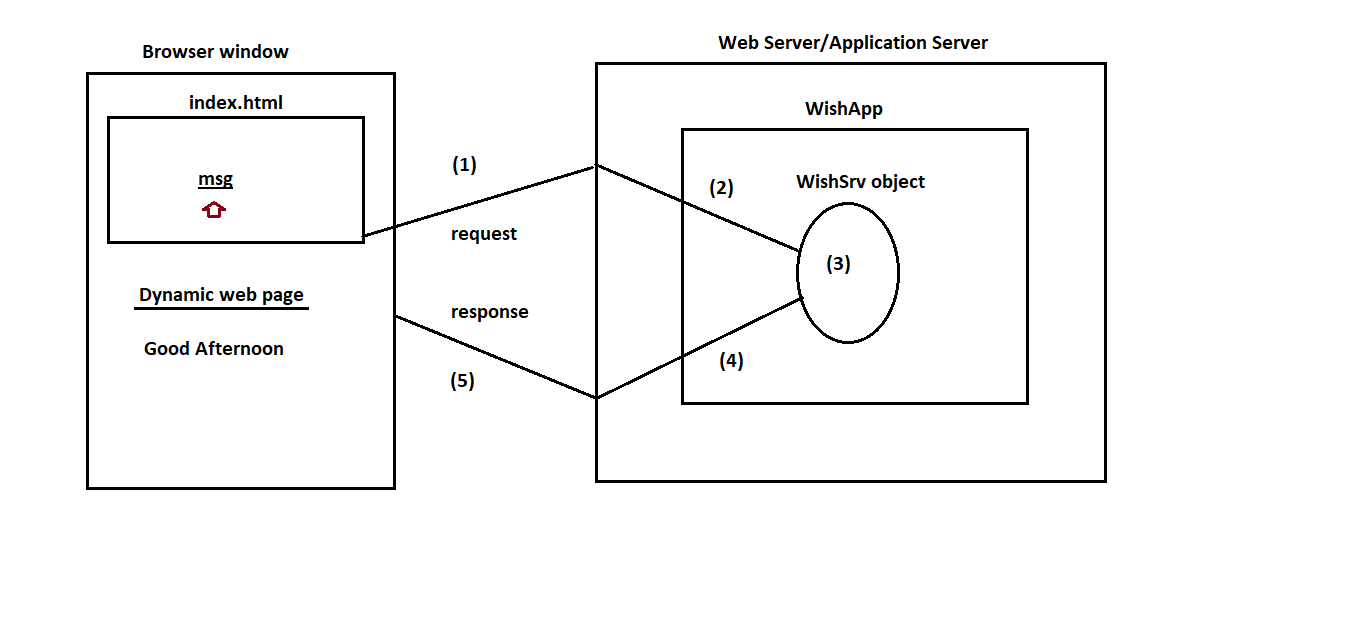 Browser window
index.html
msg
Dynamic web page
Good Afternoon
(1)
request
response
(5)
Web Server/Application Server
WishApp
(2)
WishSrv object
(3)
(4)